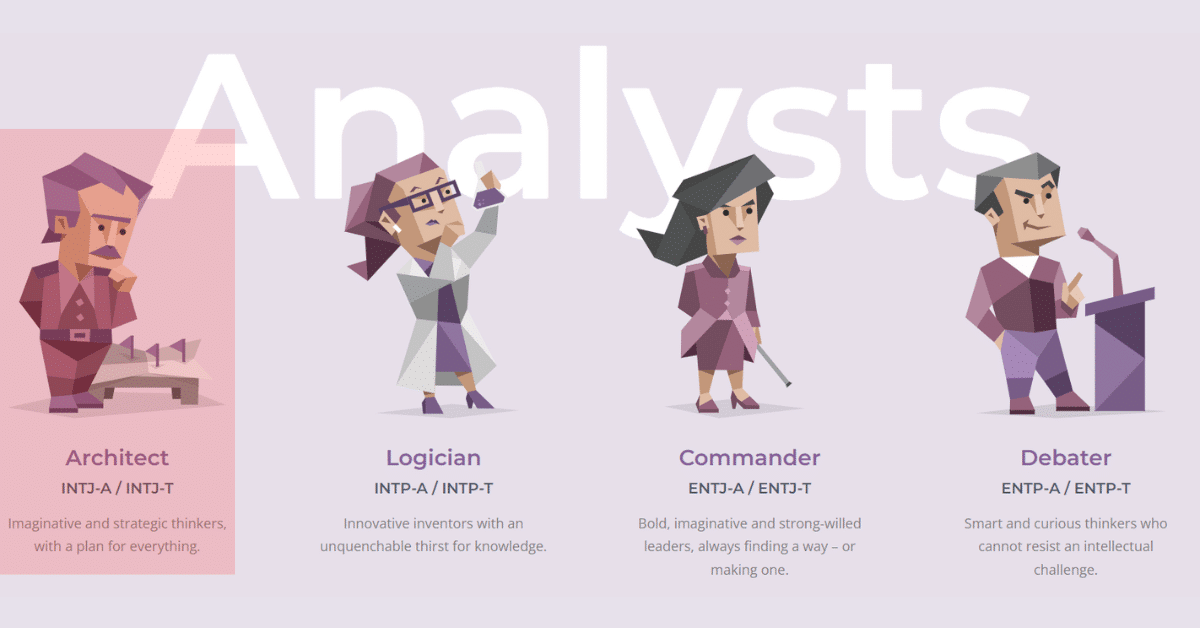 Analysts
Architect
INTJ-A / INTJ-T
Imaginative and strategic thinkers,
with a plan for everything.
Logician
INTP-A / INTP-T
Innovative inventors with an
unquenchable thirst for knowledge.
Commander
ENTJ-A / ENTJ-T
Bold, imaginative and strong-willed
leaders, always finding a way – or
making one.
Debater
ENTP-A / ENTP-T
Smart and curious thinkers who
cannot resist an intellectual
challenge.